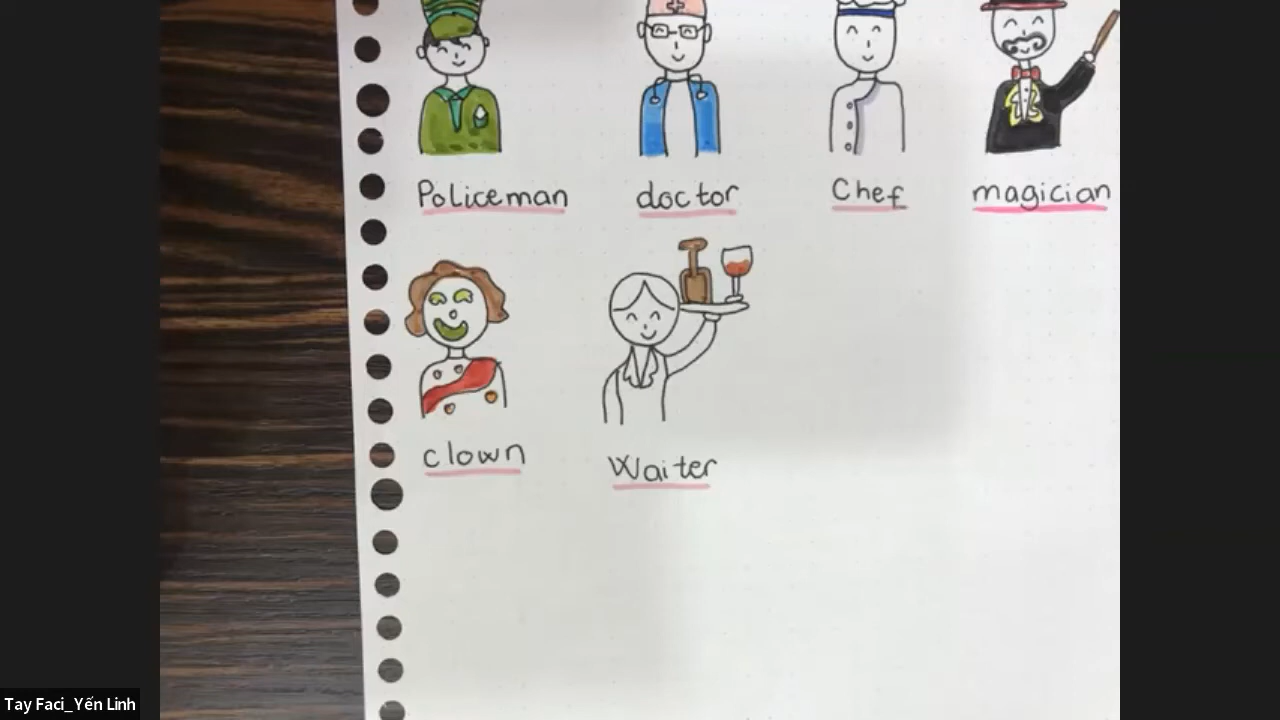 Policeman doctor Chef magician
clown Waiter
Tay Faci_Yến Linh